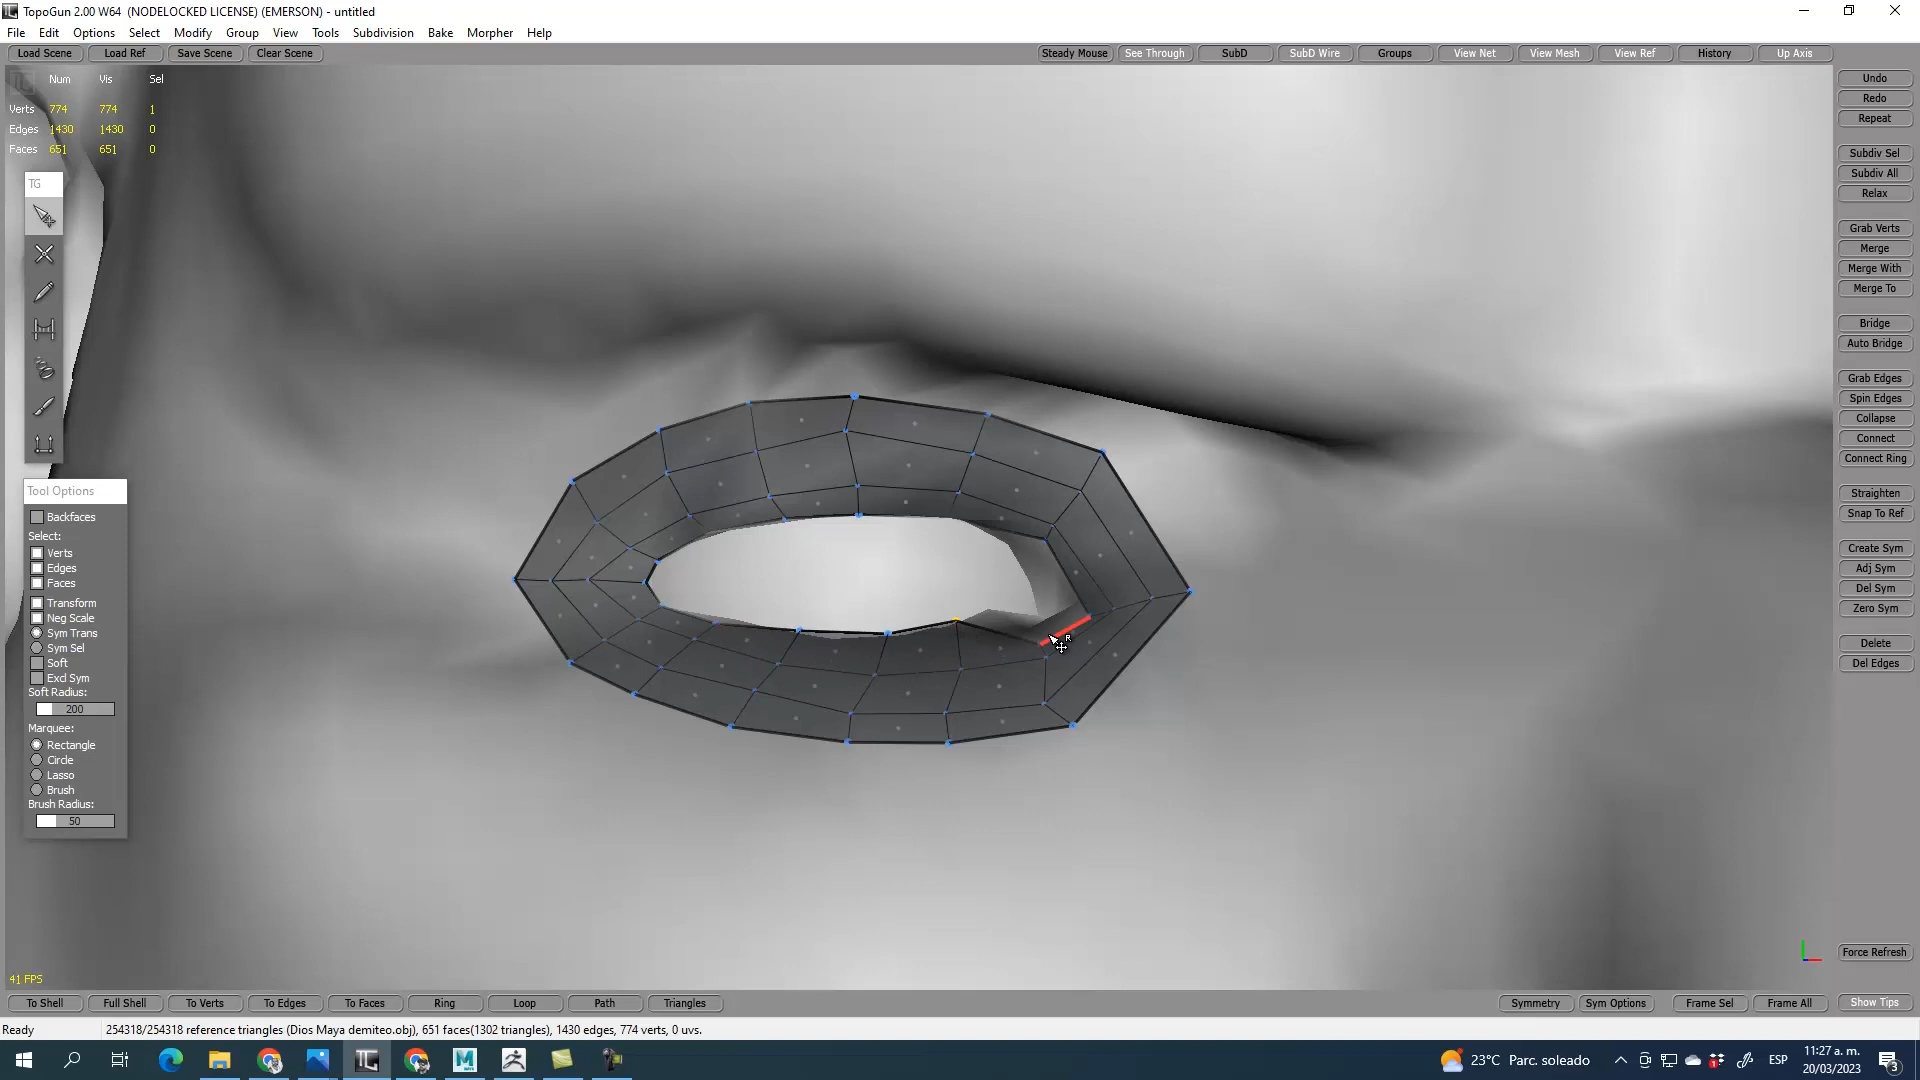 TopoGun 2.00 W64 (NODELOCKED LICENSE) (EMERSON) - untitled
File Edit Options Select Modify Group View Tools Subdivision Bake Morpher Help
Load Scene Load Ref Save Scene Clear Scene Steady Mouse See Through SubD SubD Wire Groups View Net View Mesh View Ref History Up Axis
Num Vis Sel
Verts 774 774 1
Edges 1430 1430 0
Faces 651 651 0
TG
Tool Options
Backfaces
Select:
Verts
Edges
Faces
Transform
Neg Scale
Sym Trans
Sym Sel
Soft
Excl Sym
Soft Radius:
200
Marquee:
Rectangle
Circle
Lasso
Brush
Brush Radius:
50
R
Undo
Redo
Repeat
Subdiv Sel
Subdiv All
Relax
Grab Verts
Merge
Merge With
Merge To
Bridge
Auto Bridge
Grab Edges
Spin Edges
Collapse
Connect
Connect Ring
Straighten
Snap To Ref
Create Sym
Adj Sym
Del Sym
Zero Sym
Delete
Del Edges
Force Refresh
41 FPS
To Shell Full Shell To Verts To Edges To Faces Ring Loop Path Triangles Symmetry Sym Options Frame Sel Frame All Show Tips
Ready 254318/254318 reference triangles (Dios Maya demiteo.obj), 651 faces(1302 triangles), 1430 edges, 774 verts, 0 uvs.
23°C Parc. soleado ESP 11:27 a. m.
20/03/2023
3